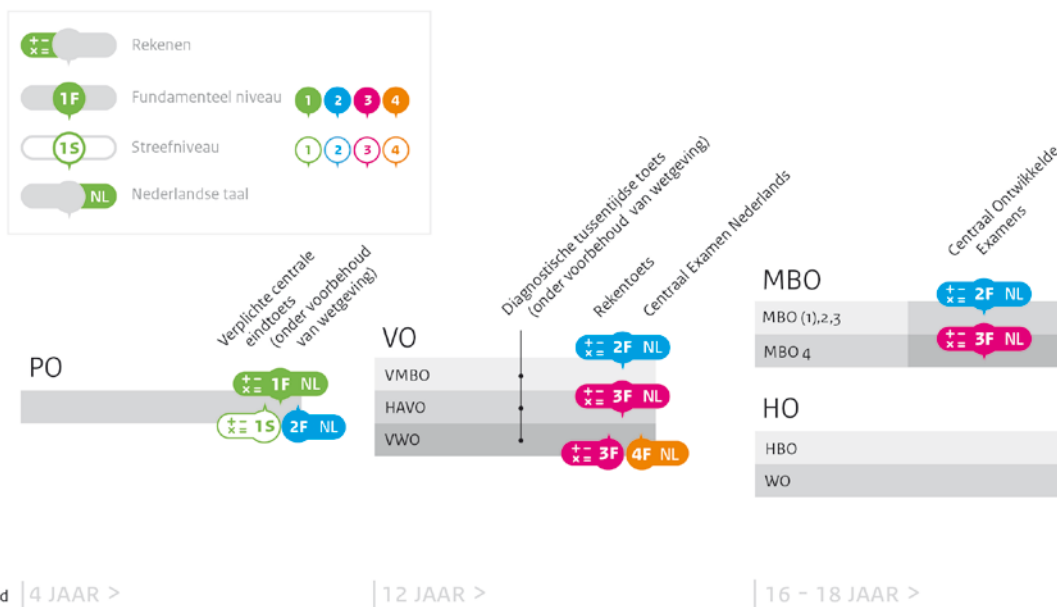 + - × =
Rekenen
1F
Fundamenteel niveau
1 2 3 4
1S
Streefniveau
1 2 3 4
NL
Nederlandse taal
Verplichte centrale
eindtoets
(onder voorbehoud
van wetgeving)
PO
+ - × = 1F NL
+ - × = 1S
2F NL
Diagnostische tussentijdse toets
(onder voorbehoud van wetgeving)
Rekentoets
Centraal Examen Nederlands
VO
+ - × = 2F NL
VMBO
+ - × = 3F NL
HAVO
VWO
+ - × = 3F
4F NL
Centraal Ontwikkelde
Examens
MBO
+ - × = 2F NL
MBO (1),2,3
+ - × = 3F NL
MBO 4
HO
HBO
WO
d
4 JAAR >
12 JAAR >
16 - 18 JAAR >